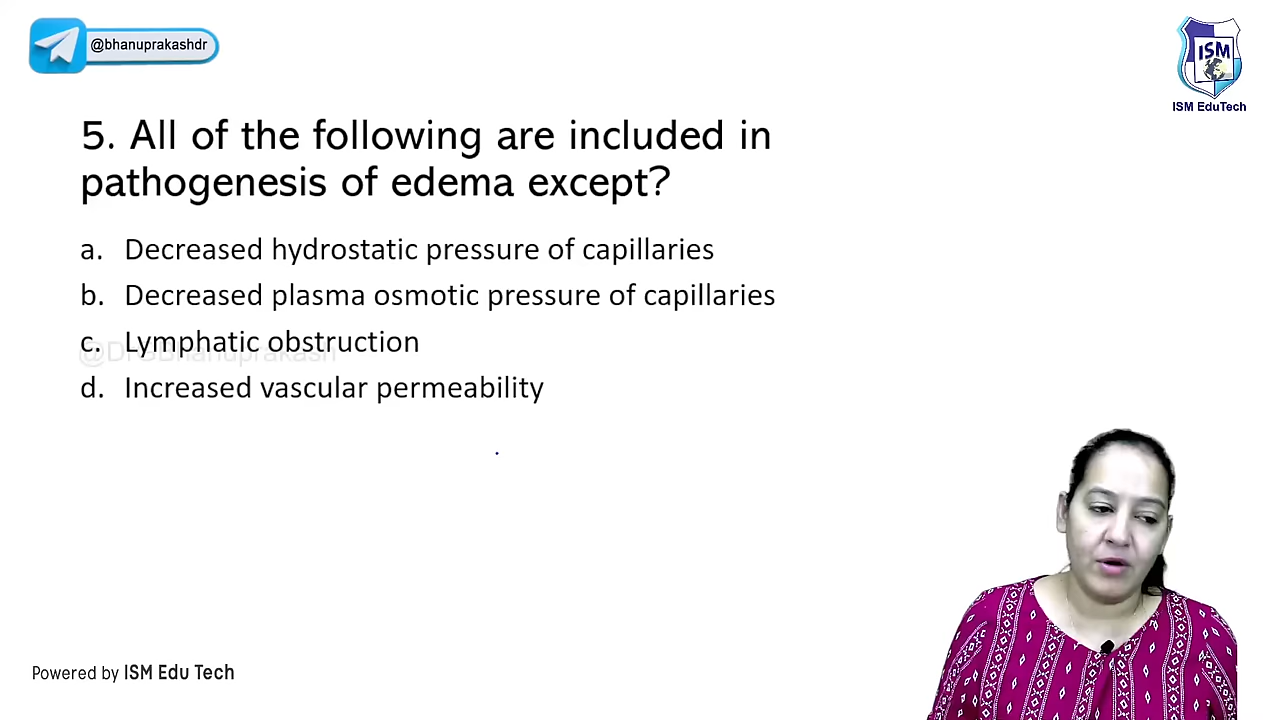 @bhanuprakashdr
ISM
ISM EduTech
5. All of the following are included in
pathogenesis of edema except?
a. Decreased hydrostatic pressure of capillaries
b. Decreased plasma osmotic pressure of capillaries
c. Lymphatic obstruction
@DrGBhanuprakash
d. Increased vascular permeability
Powered by ISM Edu Tech